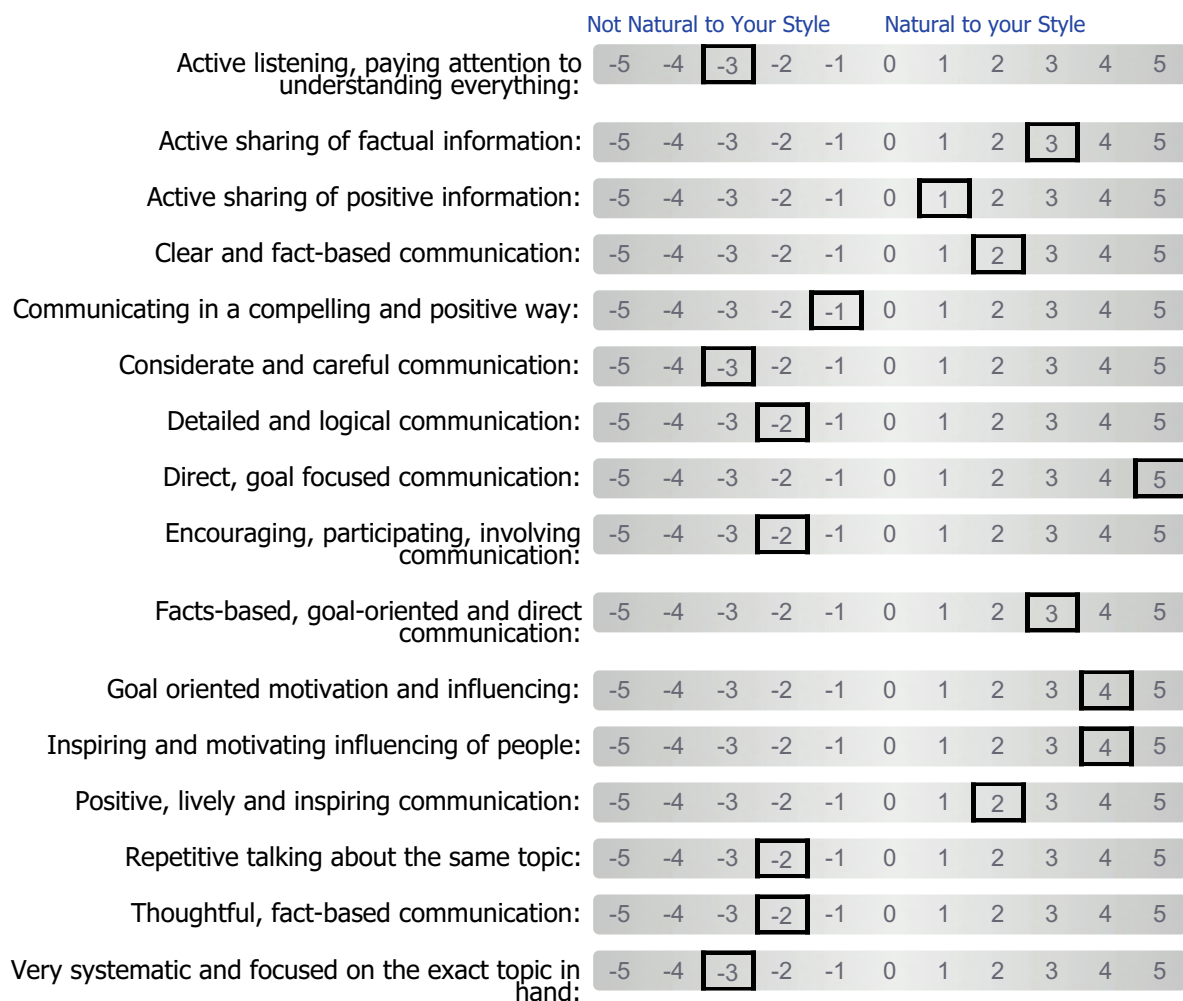 Not Natural to Your Style Natural to your Style
Active listening, paying attention to
understanding everything:
-5 -4 -3 -2 -1 0 1 2 3 4 5
Active sharing of factual information: -5 -4 -3 -2 -1 0 1 2 3 4 5
Active sharing of positive information: -5 -4 -3 -2 -1 0 1 2 3 4 5
Clear and fact-based communication: -5 -4 -3 -2 -1 0 1 2 3 4 5
Communicating in a compelling and positive way: -5 -4 -3 -2 -1 0 1 2 3 4 5
Considerate and careful communication: -5 -4 -3 -2 -1 0 1 2 3 4 5
Detailed and logical communication: -5 -4 -3 -2 -1 0 1 2 3 4 5
Direct, goal focused communication: -5 -4 -3 -2 -1 0 1 2 3 4 5
Encouraging, participating, involving
communication:
-5 -4 -3 -2 -1 0 1 2 3 4 5
Facts-based, goal-oriented and direct
communication:
-5 -4 -3 -2 -1 0 1 2 3 4 5
Goal oriented motivation and influencing: -5 -4 -3 -2 -1 0 1 2 3 4 5
Inspiring and motivating influencing of people: -5 -4 -3 -2 -1 0 1 2 3 4 5
Positive, lively and inspiring communication: -5 -4 -3 -2 -1 0 1 2 3 4 5
Repetitive talking about the same topic: -5 -4 -3 -2 -1 0 1 2 3 4 5
Thoughtful, fact-based communication: -5 -4 -3 -2 -1 0 1 2 3 4 5
Very systematic and focused on the exact topic in
hand:
-5 -4 -3 -2 -1 0 1 2 3 4 5